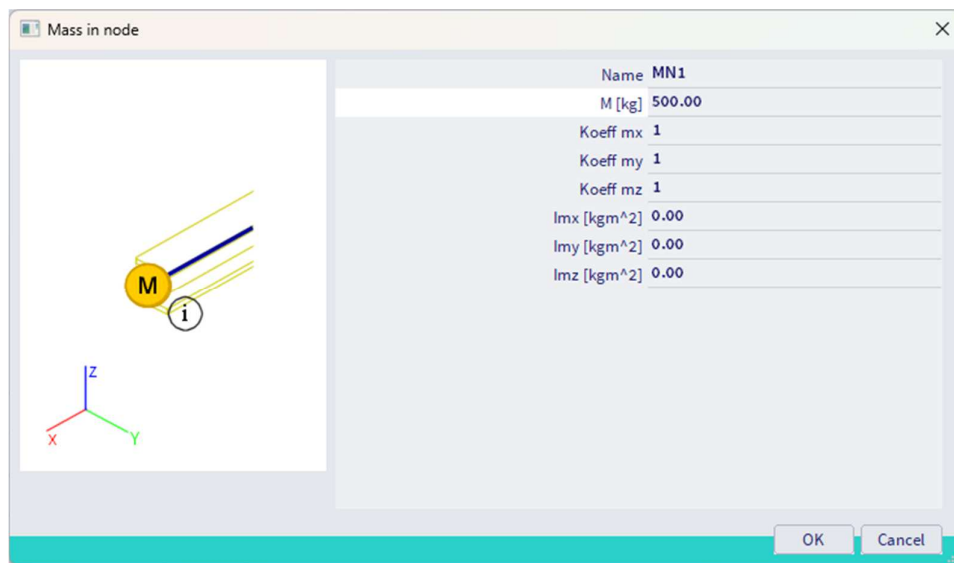 Mass in node
M
i
Z
X
Y
Name MN1
M [kg] 500.00
Koeff mx 1
Koeff my 1
Koeff mz 1
Imx [kgm^2] 0.00
Imy [kgm^2] 0.00
Imz [kgm^2] 0.00
OK Cancel